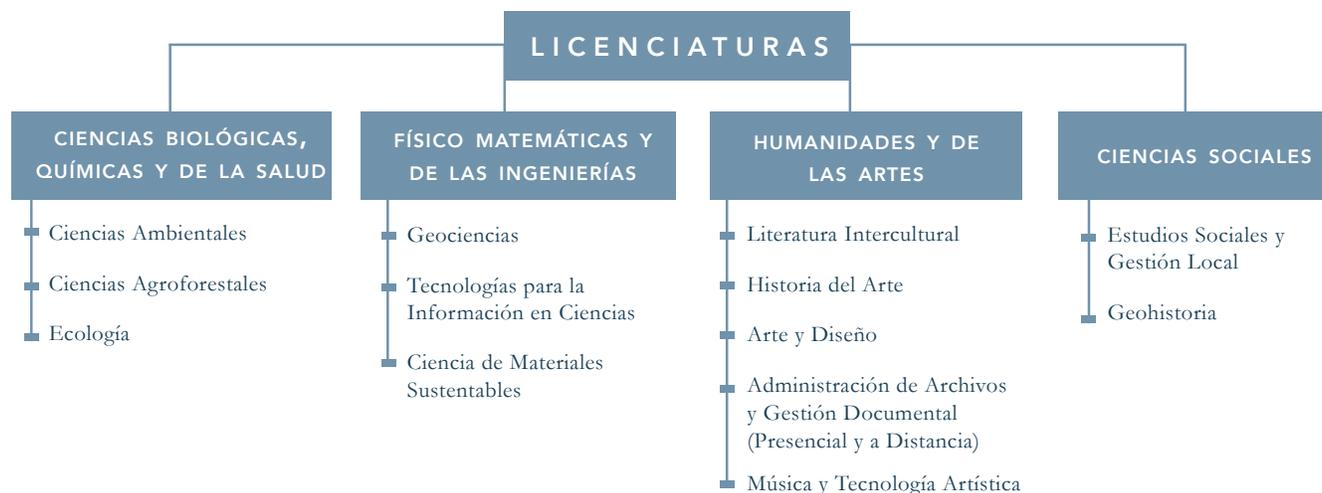 LICENCIATURAS
CIENCIAS BIOLÓGICAS,
QUÍMICAS Y DE LA SALUD
Ciencias Ambientales
Ciencias Agroforestales
Ecología
FÍSICO MATEMÁTICAS Y
DE LAS INGENIERÍAS
Geociencias
Tecnologías para la
Información en Ciencias
Ciencia de Materiales
Sustentables
HUMANIDADES Y DE
LAS ARTES
Literatura Intercultural
Historia del Arte
Arte y Diseño
Administración de Archivos
y Gestión Documental
(Presencial y a Distancia)
Música y Tecnología Artística
CIENCIAS SOCIALES
Estudios Sociales y
Gestión Local
Geohistoria